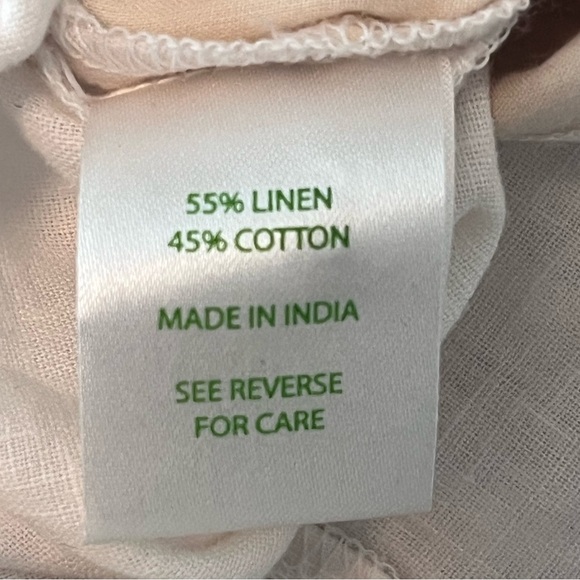 55% LINEN
45% COTTON
MADE IN INDIA
SEE REVERSE
FOR CARE